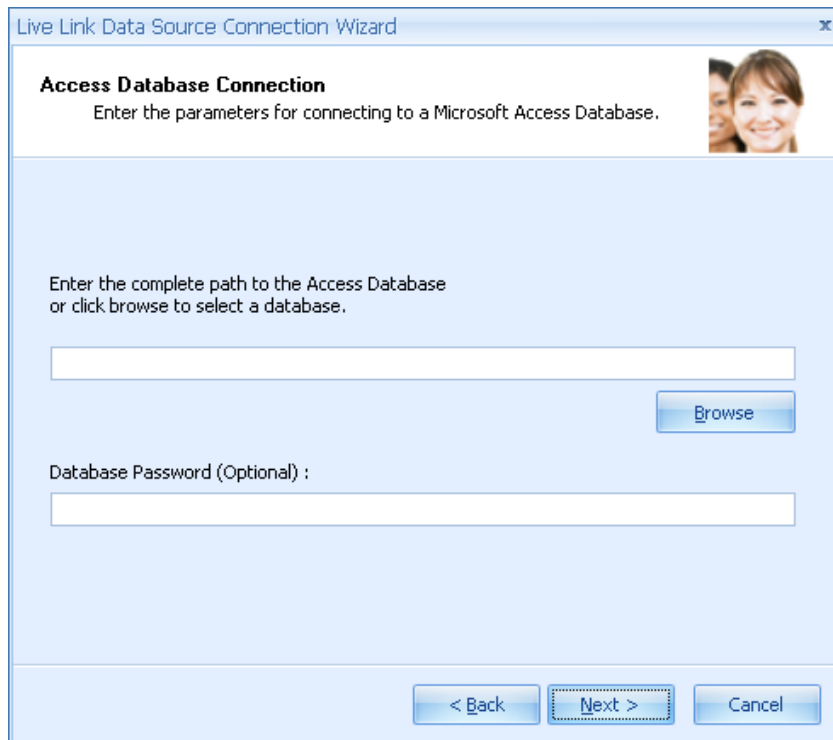 Live Link Data Source Connection Wizard
x
Access Database Connection
Enter the parameters for connecting to a Microsoft Access Database.
Enter the complete path to the Access Database
or click browse to select a database.
Browse
Database Password (Optional) :
< Back
Next >
Cancel